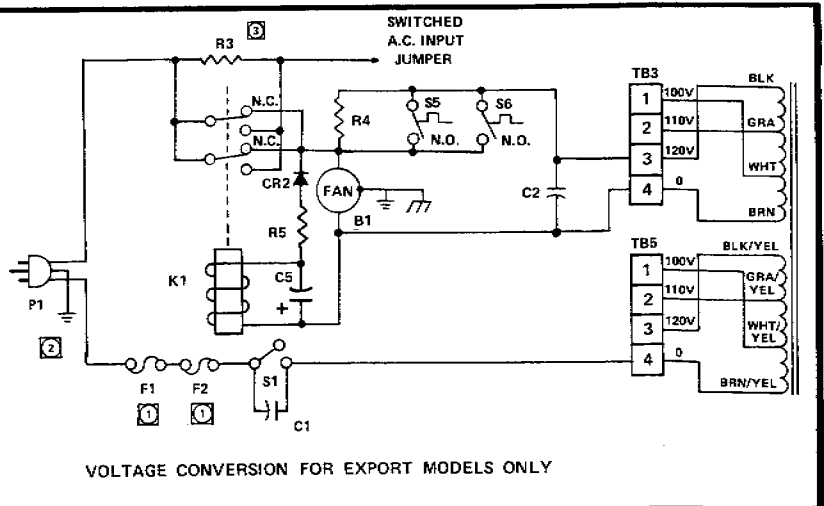 SWITCHED
A.C. INPUT
JUMPER
R3
3
N.C.
N.C.
R4
S5
N.O.
S6
N.O.
CR2
FAN
B1
R5
C2
K1
C5
+
P1
2
F1
1
F2
1
S1
C1
TB3
1
100V
2
110V
3
120V
4
0
BLK
GRA
WHT
BRN
TB5
1
100V
2
110V
3
120V
4
0
BLK/YEL
GRA/
YEL
WHT/
YEL
BRN/YEL
VOLTAGE CONVERSION FOR EXPORT MODELS ONLY